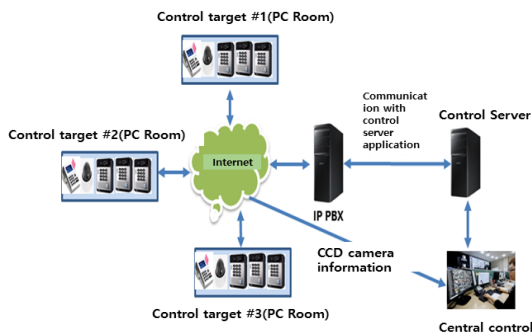 Control target #1(PC Room)
Communicat
ion with
control
server
application
Control Server
Control target #2(PC Room)
Internet
IP PBX
CCD camera
information
Control target #3(PC Room)
Central control